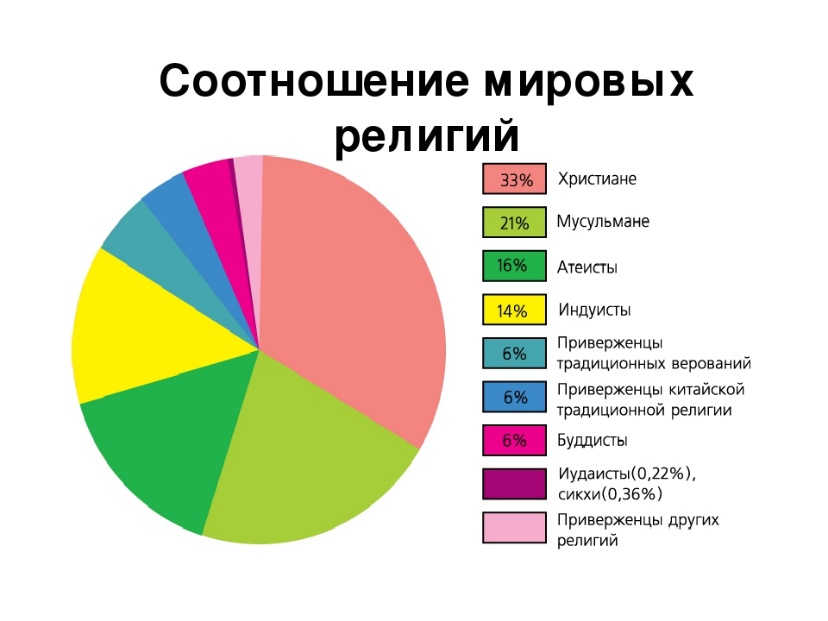 Соотношение мировых
религий
33% Христиане
21% Мусульмане
16% Атеисты
14% Индуисты
6% Приверженцы
традиционных верований
6% Приверженцы китайской
традиционной религии
6% Буддисты
Иудаисты(0,22%),
сикхи(0,36%)
Приверженцы других
религий